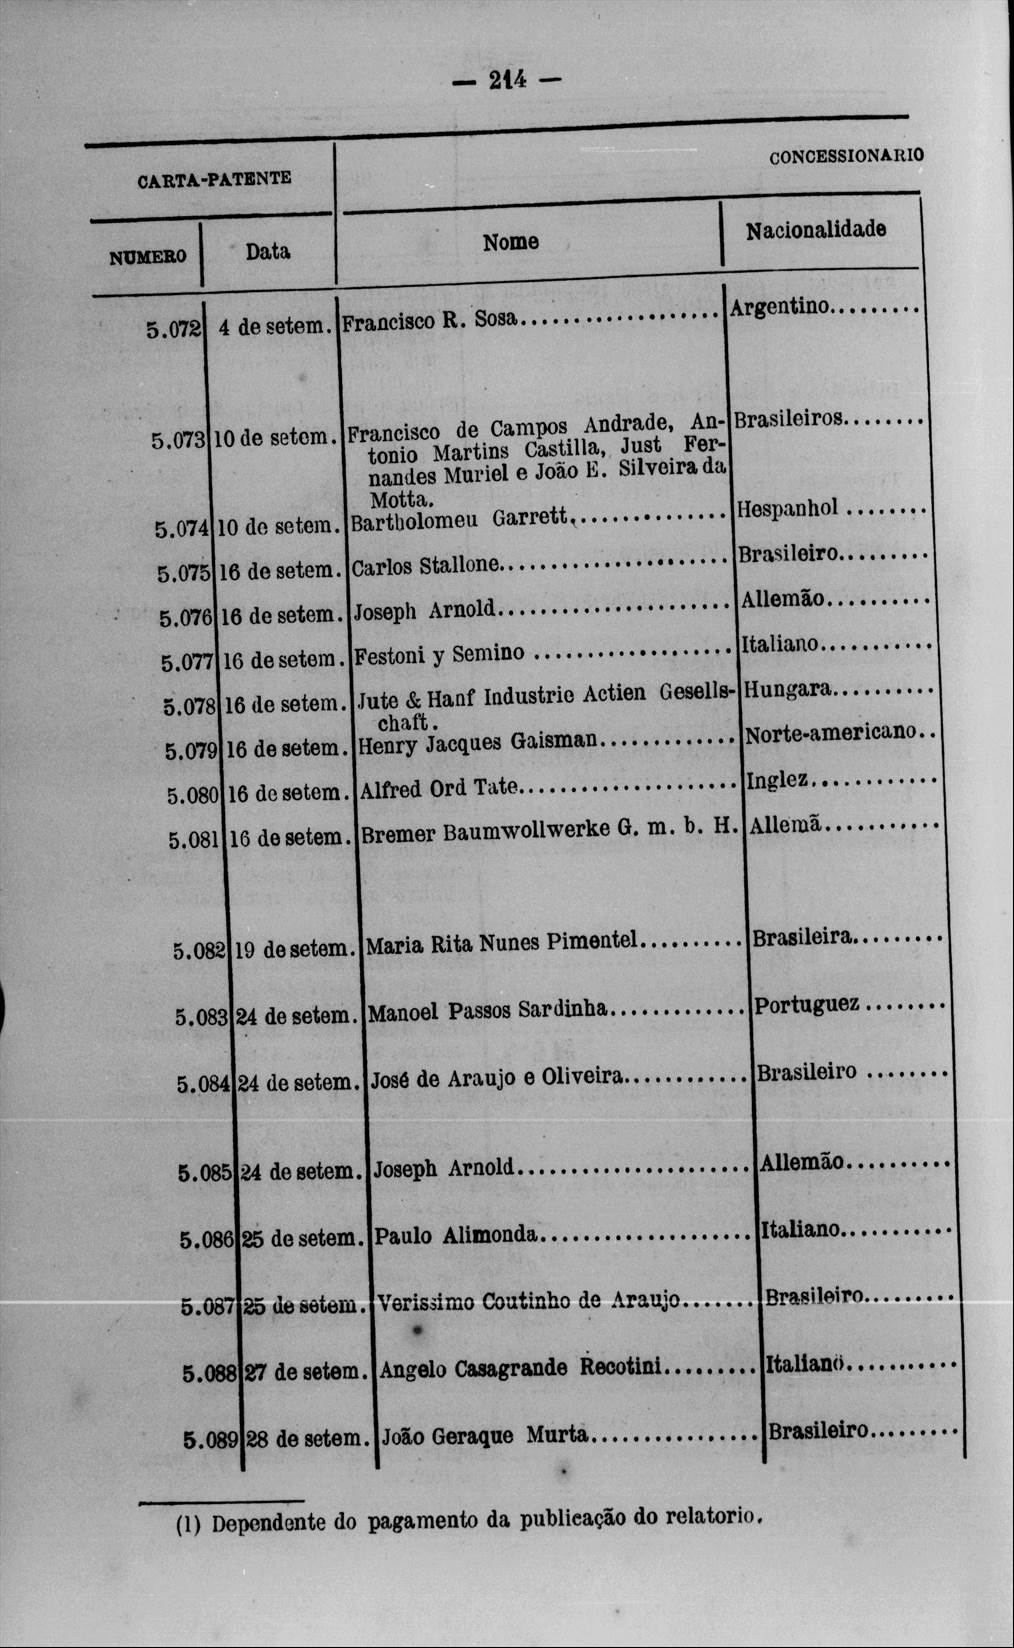 — 214 —
CARTA-PATENTE CONCESSIONARIO
NUMERO Data Nome Nacionalidade
5.072 4 de setem. Francisco R. Sosa................... Argentino.........
5.073 10 de setem. Francisco de Campos Andrade, An- Brasileiros........
tonio Martins Castilla, Just Fer-
nandes Muriel e João E. Silveira da
Motta.
5.074 10 de setem. Bartholomeu Garrett............... Hespanhol ........
5.075 16 de setem. Carlos Stallone...................... Brasileiro.........
5.076 16 de setem. Joseph Arnold...................... Allemão..........
5.077 16 de setem. Festoni y Semino ................... Italiano...........
5.078 16 de setem. Jute & Hanf Industrie Actien Gesells- Hungara..........
chaft.
5.079 16 de setem. Henry Jacques Gaisman............. Norte-americano..
5.080 16 de setem. Alfred Ord Tate..................... Inglez............
5.081 16 de setem. Bremer Baumwollwerke G. m. b. H. Allemã...........
5.082 19 de setem. Maria Rita Nunes Pimentel.......... Brasileira.........
5.083 24 de setem. Manoel Passos Sardinha............. Portuguez ........
5.084 24 de setem. José de Araujo e Oliveira............ Brasileiro ........
5.085 24 de setem. Joseph Arnold...................... Allemão..........
5.086 25 de setem. Paulo Alimonda.................... Italiano...........
5.087 25 de setem. Verissimo Coutinho de Araujo....... Brasileiro.........
5.088 27 de setem. Angelo Casagrande Recotini......... Italiano...........
5.089 28 de setem. João Geraque Murta................ Brasileiro.........
(1) Dependente do pagamento da publicação do relatorio.